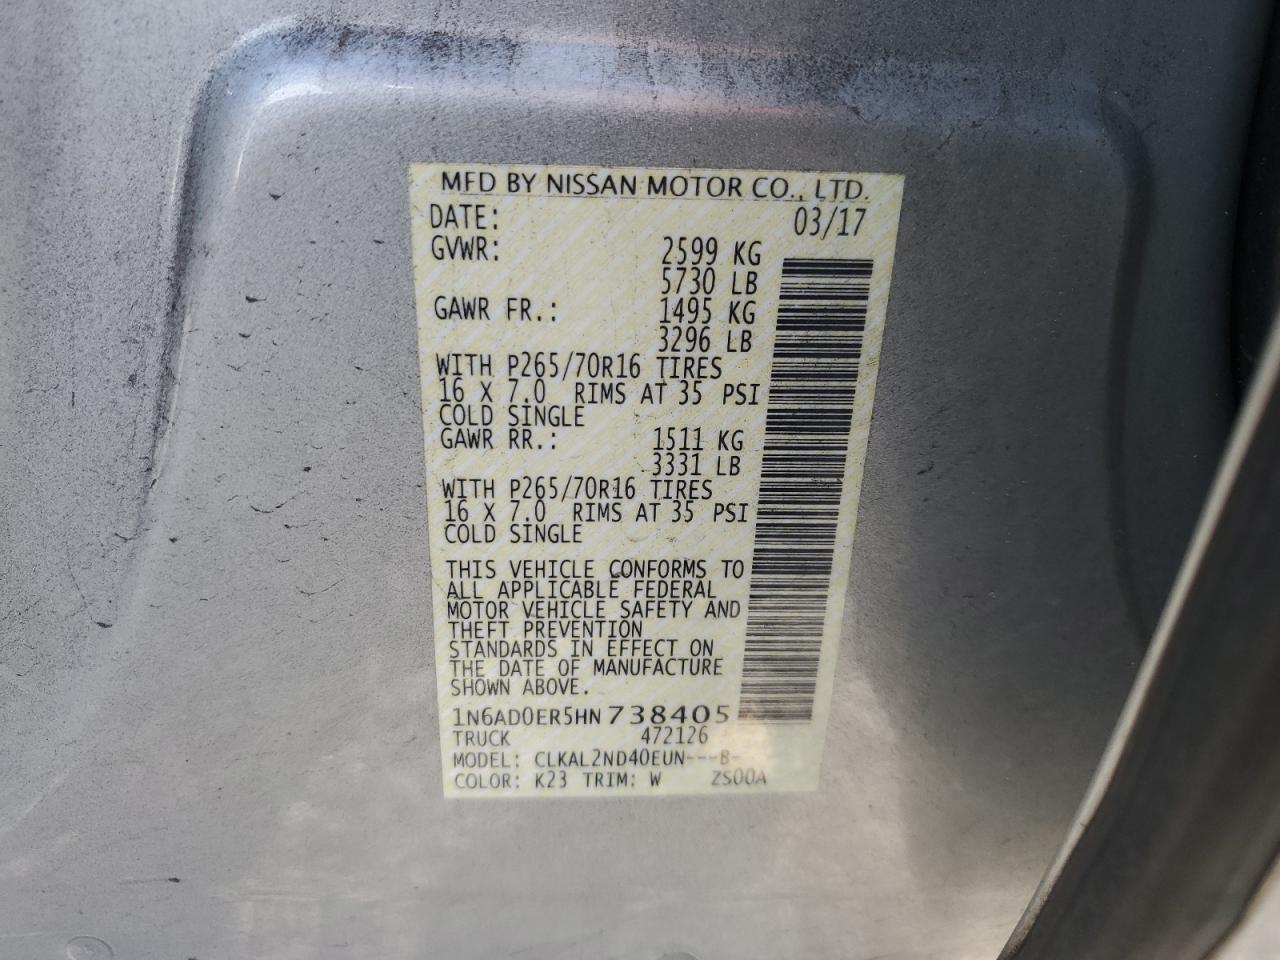 MFD BY NISSAN MOTOR CO., LTD.
DATE: 03/17
GVWR: 2599 KG
5730 LB
GAWR FR.: 1495 KG
3296 LB
WITH P265/70R16 TIRES
16 X 7.0 RIMS AT 35 PSI
COLD SINGLE
GAWR RR.: 1511 KG
3331 LB
WITH P265/70R16 TIRES
16 X 7.0 RIMS AT 35 PSI
COLD SINGLE
THIS VEHICLE CONFORMS TO
ALL APPLICABLE FEDERAL
MOTOR VEHICLE SAFETY AND
THEFT PREVENTION
STANDARDS IN EFFECT ON
THE DATE OF MANUFACTURE
SHOWN ABOVE.
1N6AD0ER5HN738405
TRUCK 472126
MODEL: CLKAL2ND40EUN---B-
COLOR: K23 TRIM: W ZS00A